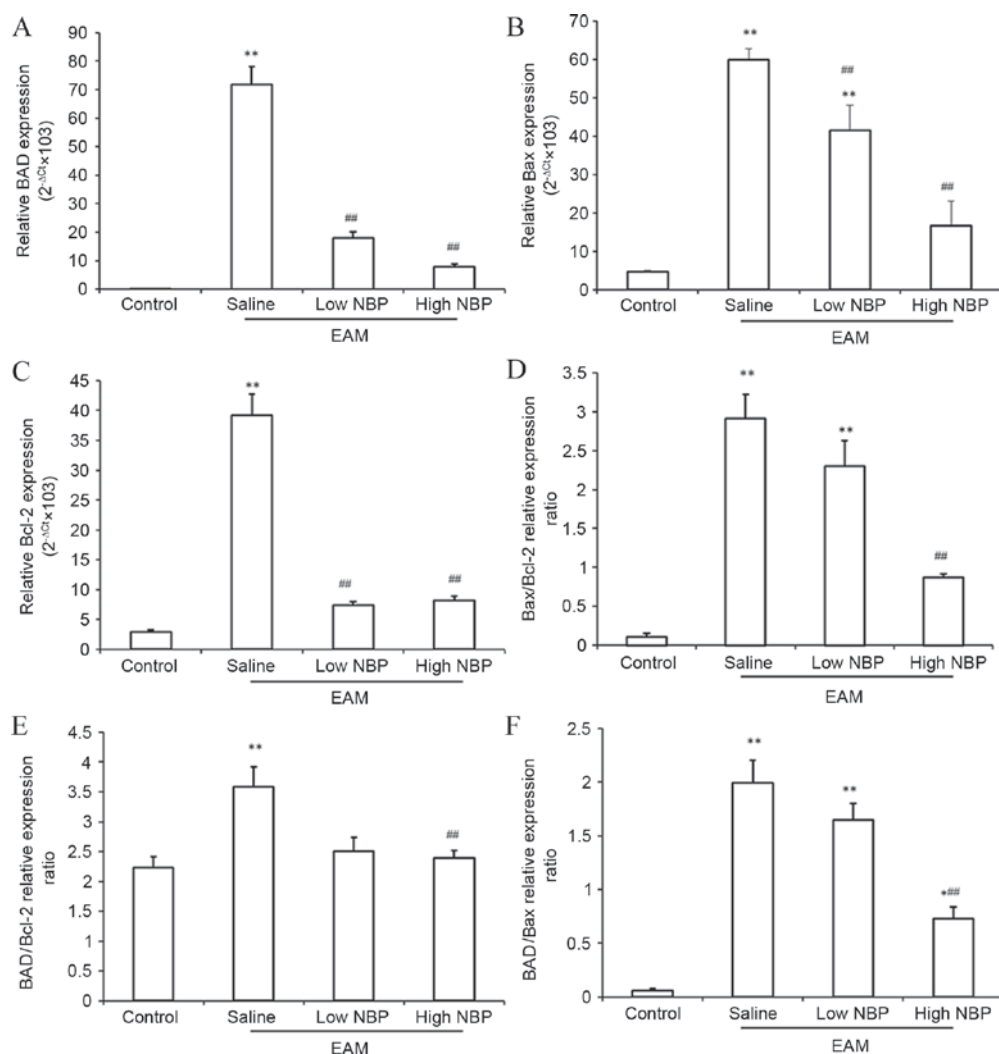 A
Relative BAD expression
(2-ΔCt×103)
80
70
60
50
40
30
20
10
0
**
##
##
Control
Saline
Low NBP
High NBP
EAM
B
Relative Bax expression
(2-ΔCt×103)
70
60
50
40
30
20
10
0
**
##
**
##
Control
Saline
Low NBP
High NBP
EAM
C
Relative Bcl-2 expression
(2-ΔCt×103)
45
40
35
30
25
20
15
10
5
0
**
##
##
Control
Saline
Low NBP
High NBP
EAM
D
Bax/Bcl-2 relative expression
ratio
3.5
3
2.5
2
1.5
1
0.5
0
**
**
##
Control
Saline
Low NBP
High NBP
EAM
E
BAD/Bcl-2 relative expression
ratio
4.5
4
3.5
3
2.5
2
1.5
1
0.5
0
**
##
Control
Saline
Low NBP
High NBP
EAM
F
BAD/Bax relative expression
ratio
2.5
2
1.5
1
0.5
0
**
**
*##
Control
Saline
Low NBP
High NBP
EAM